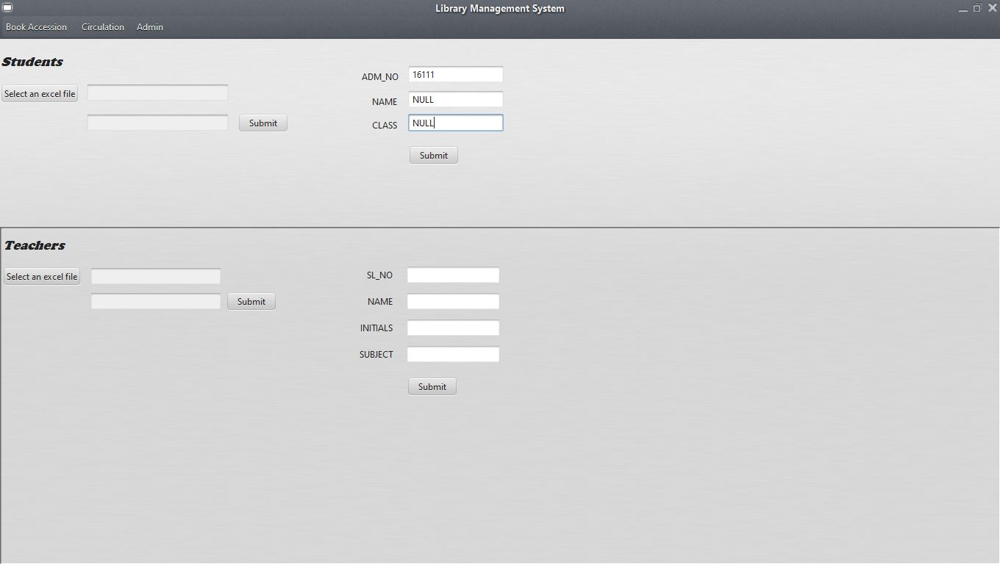 Library Management System
Book Accession Circulation Admin
Students
Select an excel file
Submit
ADM_NO 16111
NAME NULL
CLASS NULL
Submit
Teachers
Select an excel file
Submit
SL_NO
NAME
INITIALS
SUBJECT
Submit